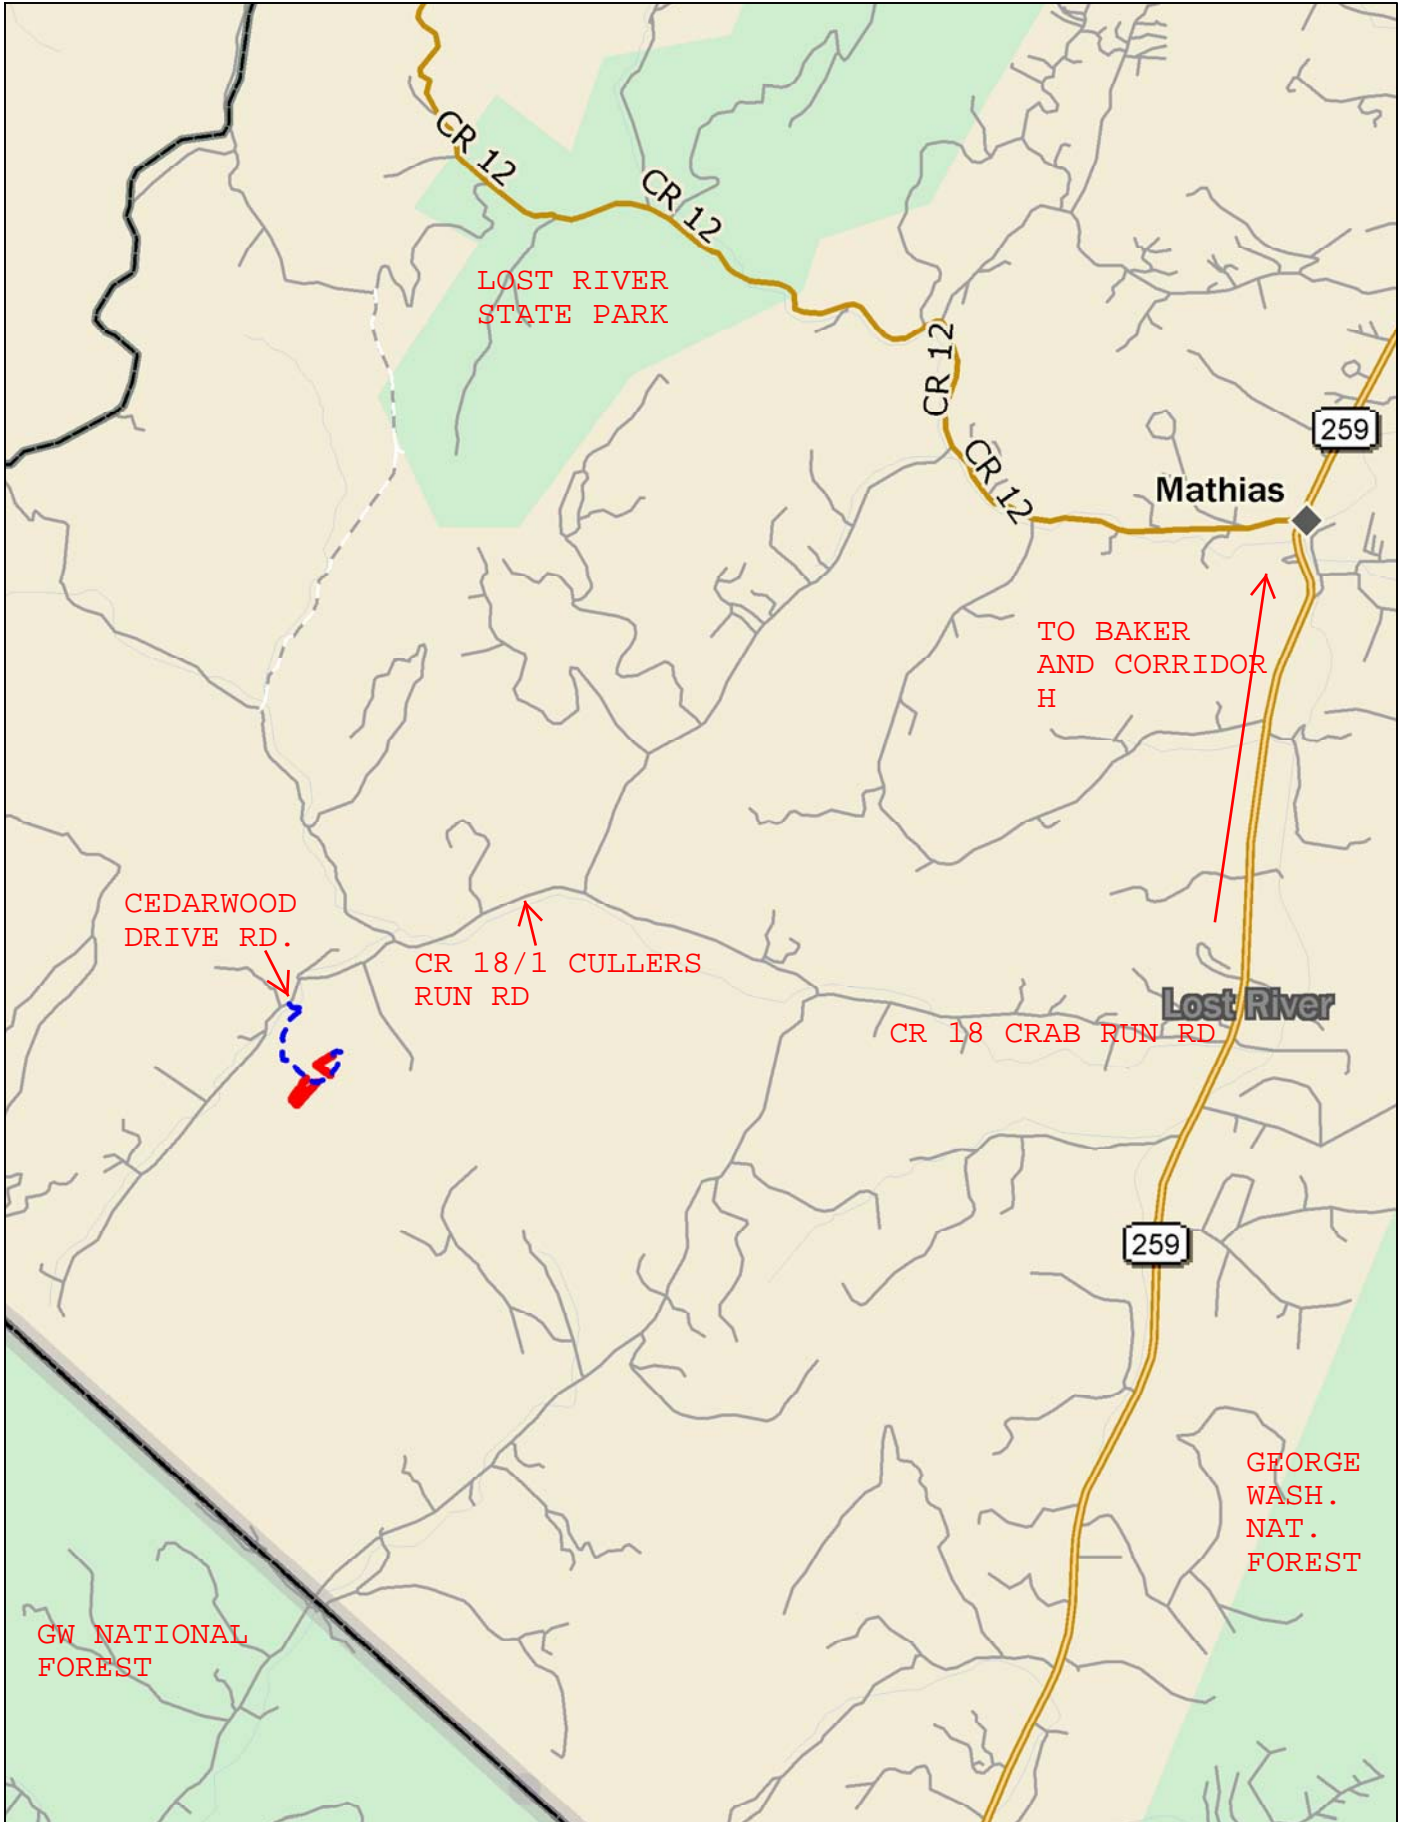 CR 12
CR 12
LOST RIVER
STATE PARK
CR 12
259
CR 12
Mathias
TO BAKER
AND CORRIDOR
H
CEDARWOOD
DRIVE RD.
CR 18/1 CULLERS
RUN RD
Lost River
CR 18 CRAB RUN RD
259
GEORGE
WASH.
NAT.
FOREST
GW NATIONAL
FOREST